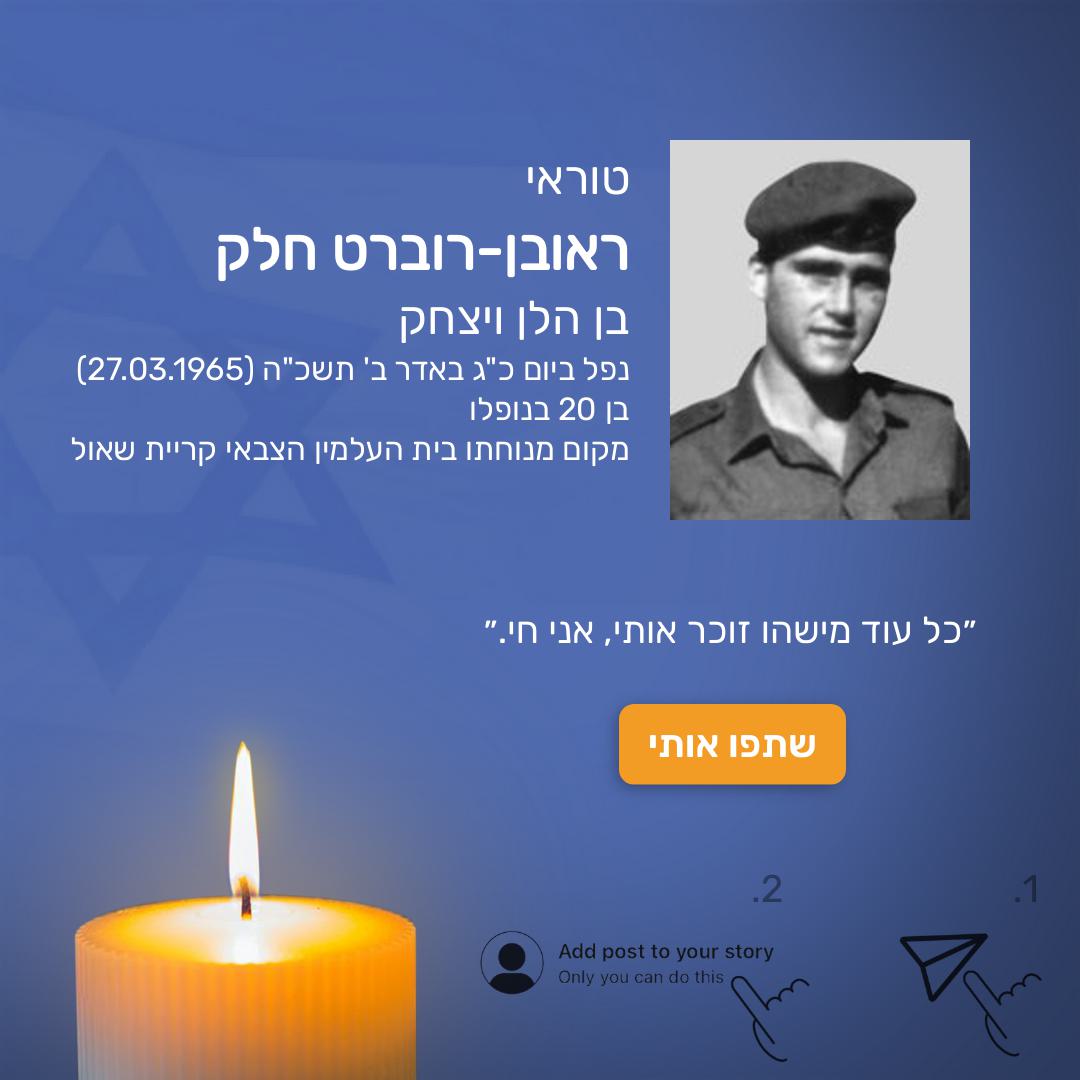 טוראי
ראובן-רוברט חלק
בן הלן ויצחק
נפל ביום כ"ג באדר ב' תשכ"ה (27.03.1965)
בן 20 בנופלו
מקום מנוחתו בית העלמין הצבאי קריית שאול
״כל עוד מישהו זוכר אותי, אני חי.״
שתפו אותי
.1
.2
Add post to your story
Only you can do this